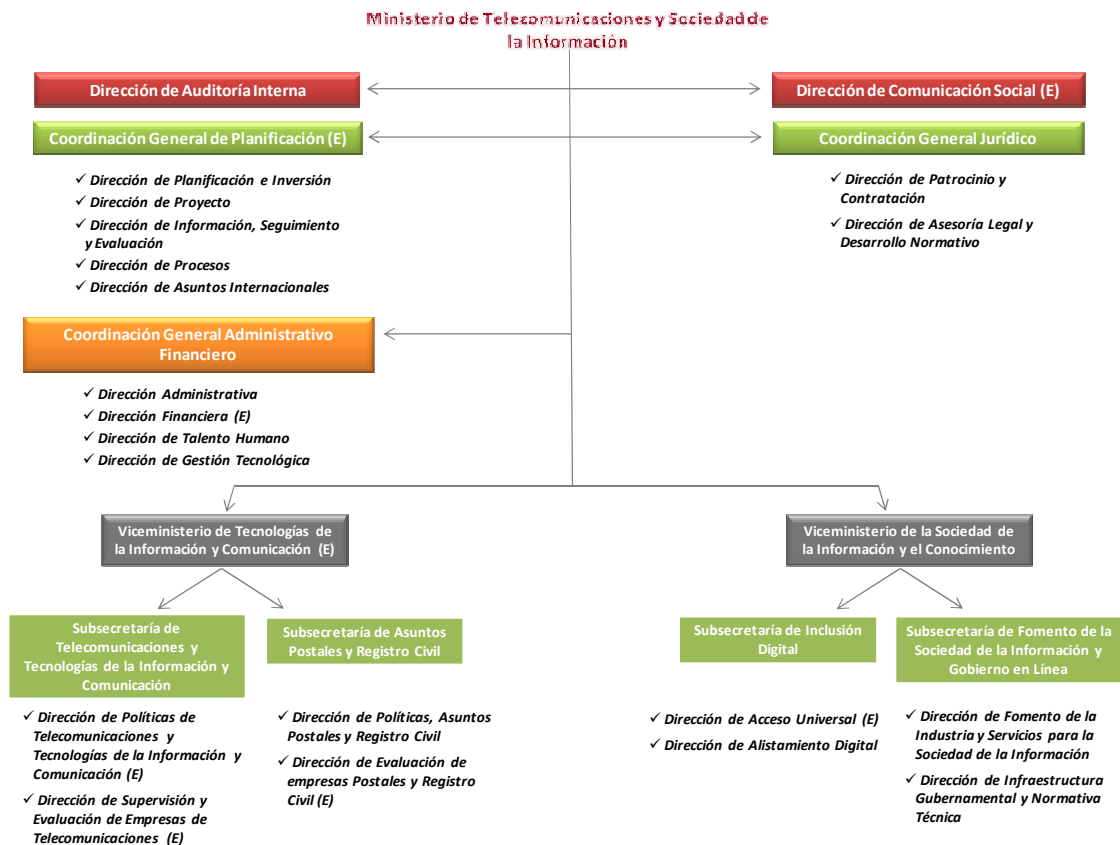 Ministerio de Telecomunicaciones y Sociedad de
la Información
Dirección de Auditoría Interna
Dirección de Comunicación Social (E)
Coordinación General de Planificación (E)
Coordinación General Jurídico
✓ Dirección de Planificación e Inversión
✓ Dirección de Proyecto
✓ Dirección de Información, Seguimiento
y Evaluación
✓ Dirección de Procesos
✓ Dirección de Asuntos Internacionales
✓ Dirección de Patrocinio y
Contratación
✓ Dirección de Asesoría Legal y
Desarrollo Normativo
Coordinación General Administrativo
Financiero
✓ Dirección Administrativa
✓ Dirección Financiera (E)
✓ Dirección de Talento Humano
✓ Dirección de Gestión Tecnológica
Viceministerio de Tecnologías de
la Información y Comunicación (E)
Viceministerio de la Sociedad de
la Información y el Conocimiento
Subsecretaría de
Telecomunicaciones y
Tecnologías de la Información y
Comunicación
Subsecretaría de Asuntos
Postales y Registro Civil
Subsecretaría de Inclusión
Digital
Subsecretaría de Fomento de la
Sociedad de la Información y
Gobierno en Línea
✓ Dirección de Políticas de
Telecomunicaciones y
Tecnologías de la Información y
Comunicación (E)
✓ Dirección de Supervisión y
Evaluación de Empresas de
Telecomunicaciones (E)
✓ Dirección de Políticas, Asuntos
Postales y Registro Civil
✓ Dirección de Evaluación de
empresas Postales y Registro
Civil (E)
✓ Dirección de Acceso Universal (E)
✓ Dirección de Alistamiento Digital
✓ Dirección de Fomento de la
Industria y Servicios para la
Sociedad de la Información
✓ Dirección de Infraestructura
Gubernamental y Normativa
Técnica